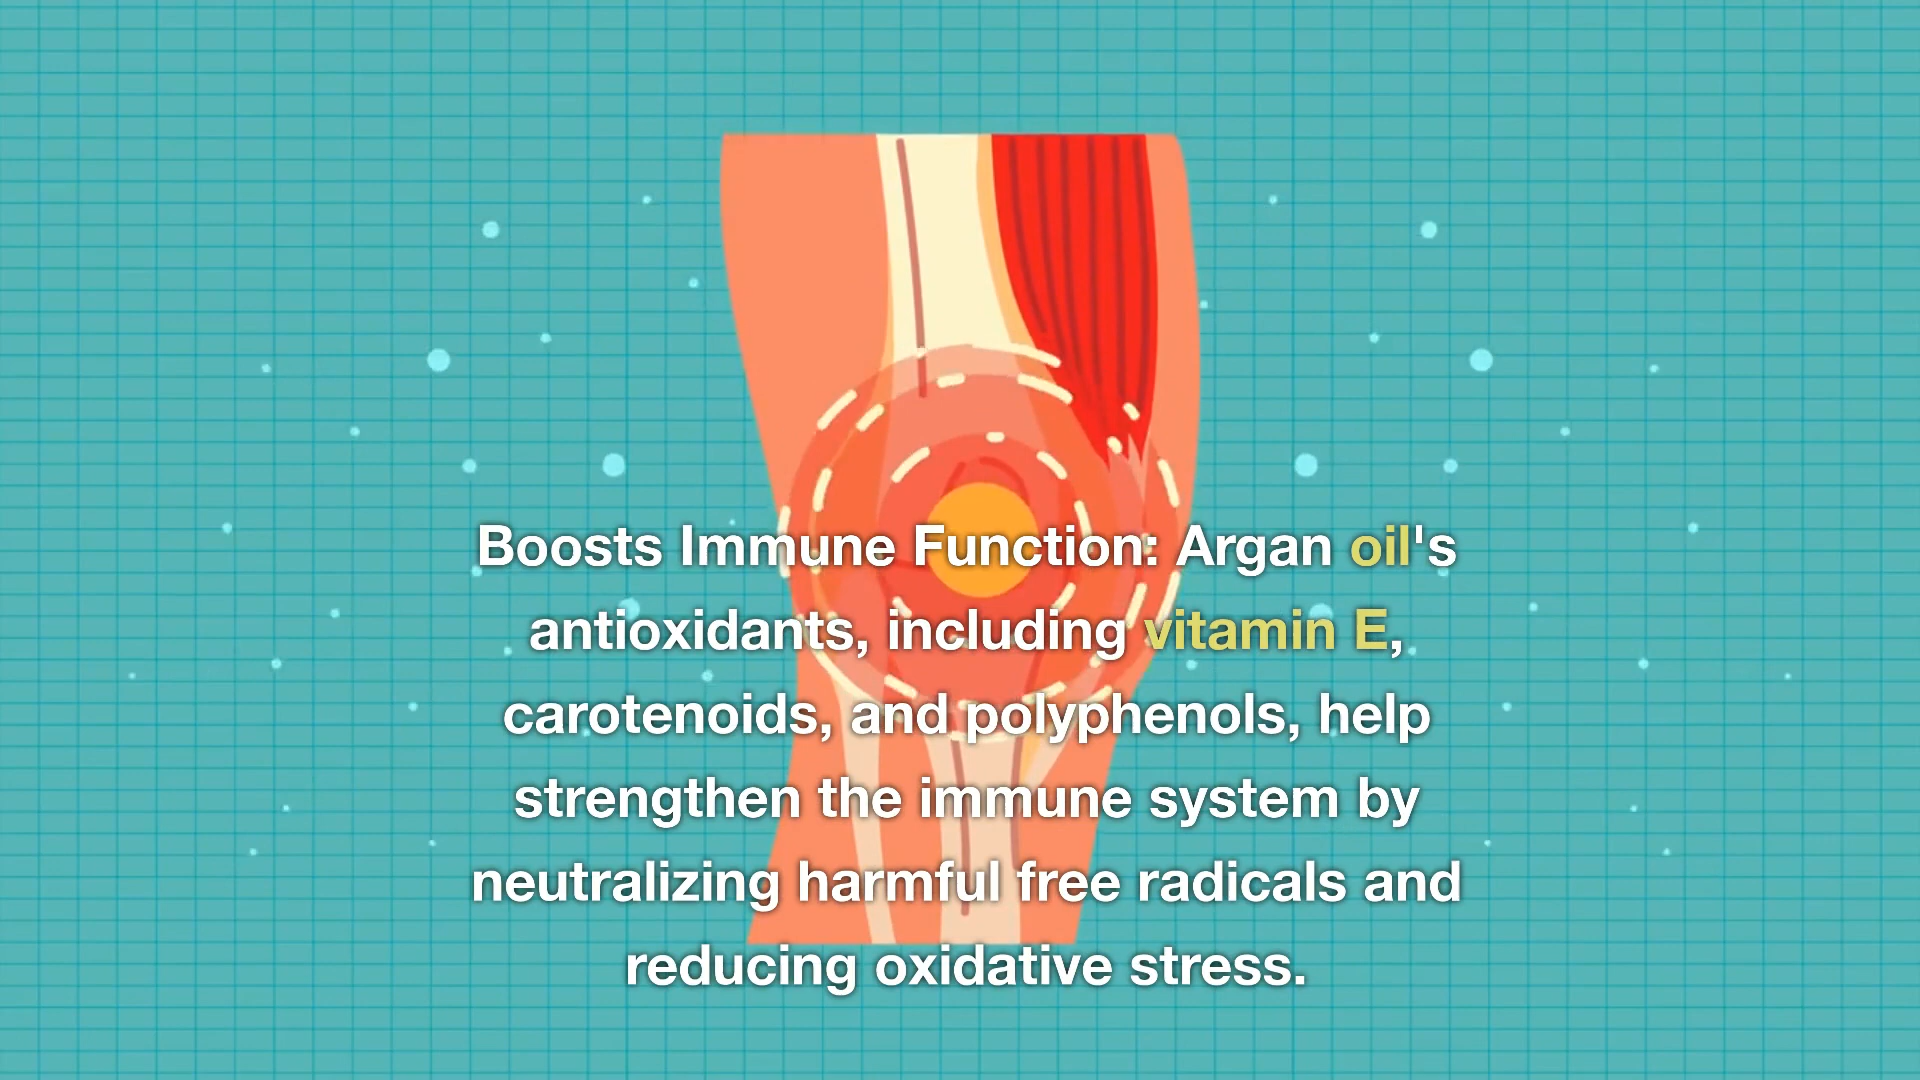 Boosts Immune Function: Argan oil's
antioxidants, including vitamin E,
carotenoids, and polyphenols, help
strengthen the immune system by
neutralizing harmful free radicals and
reducing oxidative stress.